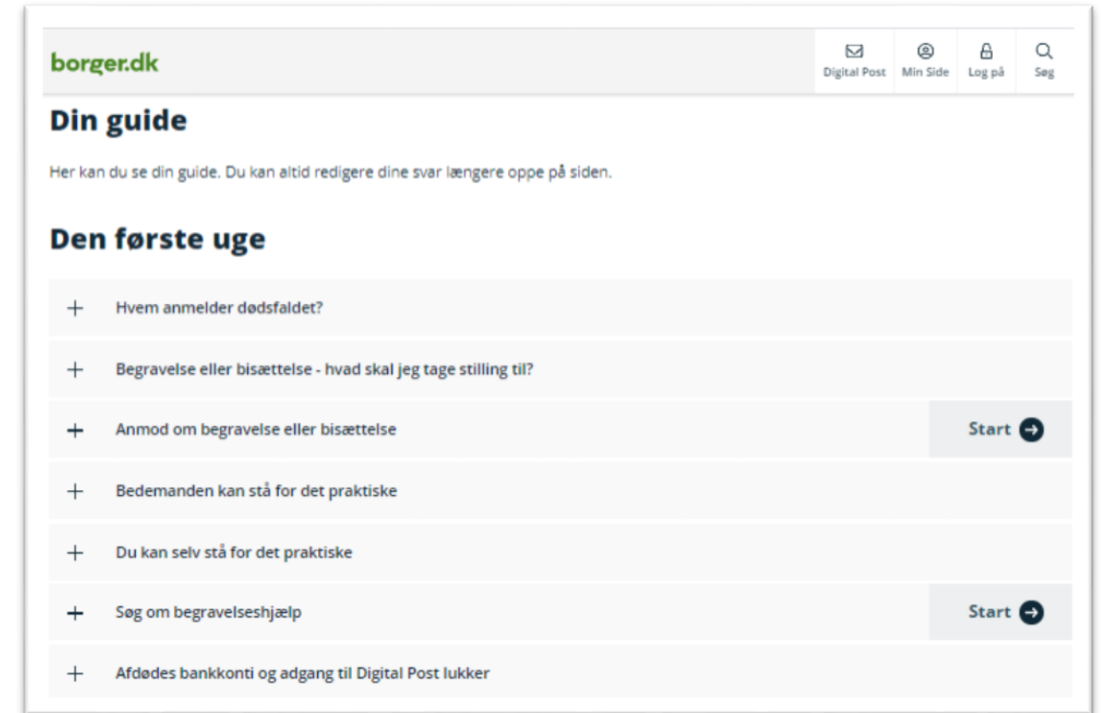 borger.dk
Digital Post
Min Side
Log på
Søg
Din guide
Her kan du se din guide. Du kan altid redigere dine svar længere oppe på siden.
Den første uge
Hvem anmelder dødsfaldet?
Begravelse eller bisættelse - hvad skal jeg tage stilling til?
Anmod om begravelse eller bisættelse
Start
Bedemanden kan stå for det praktiske
Du kan selv stå for det praktiske
Søg om begravelseshjælp
Start
Afdødes bankkonti og adgang til Digital Post lukker